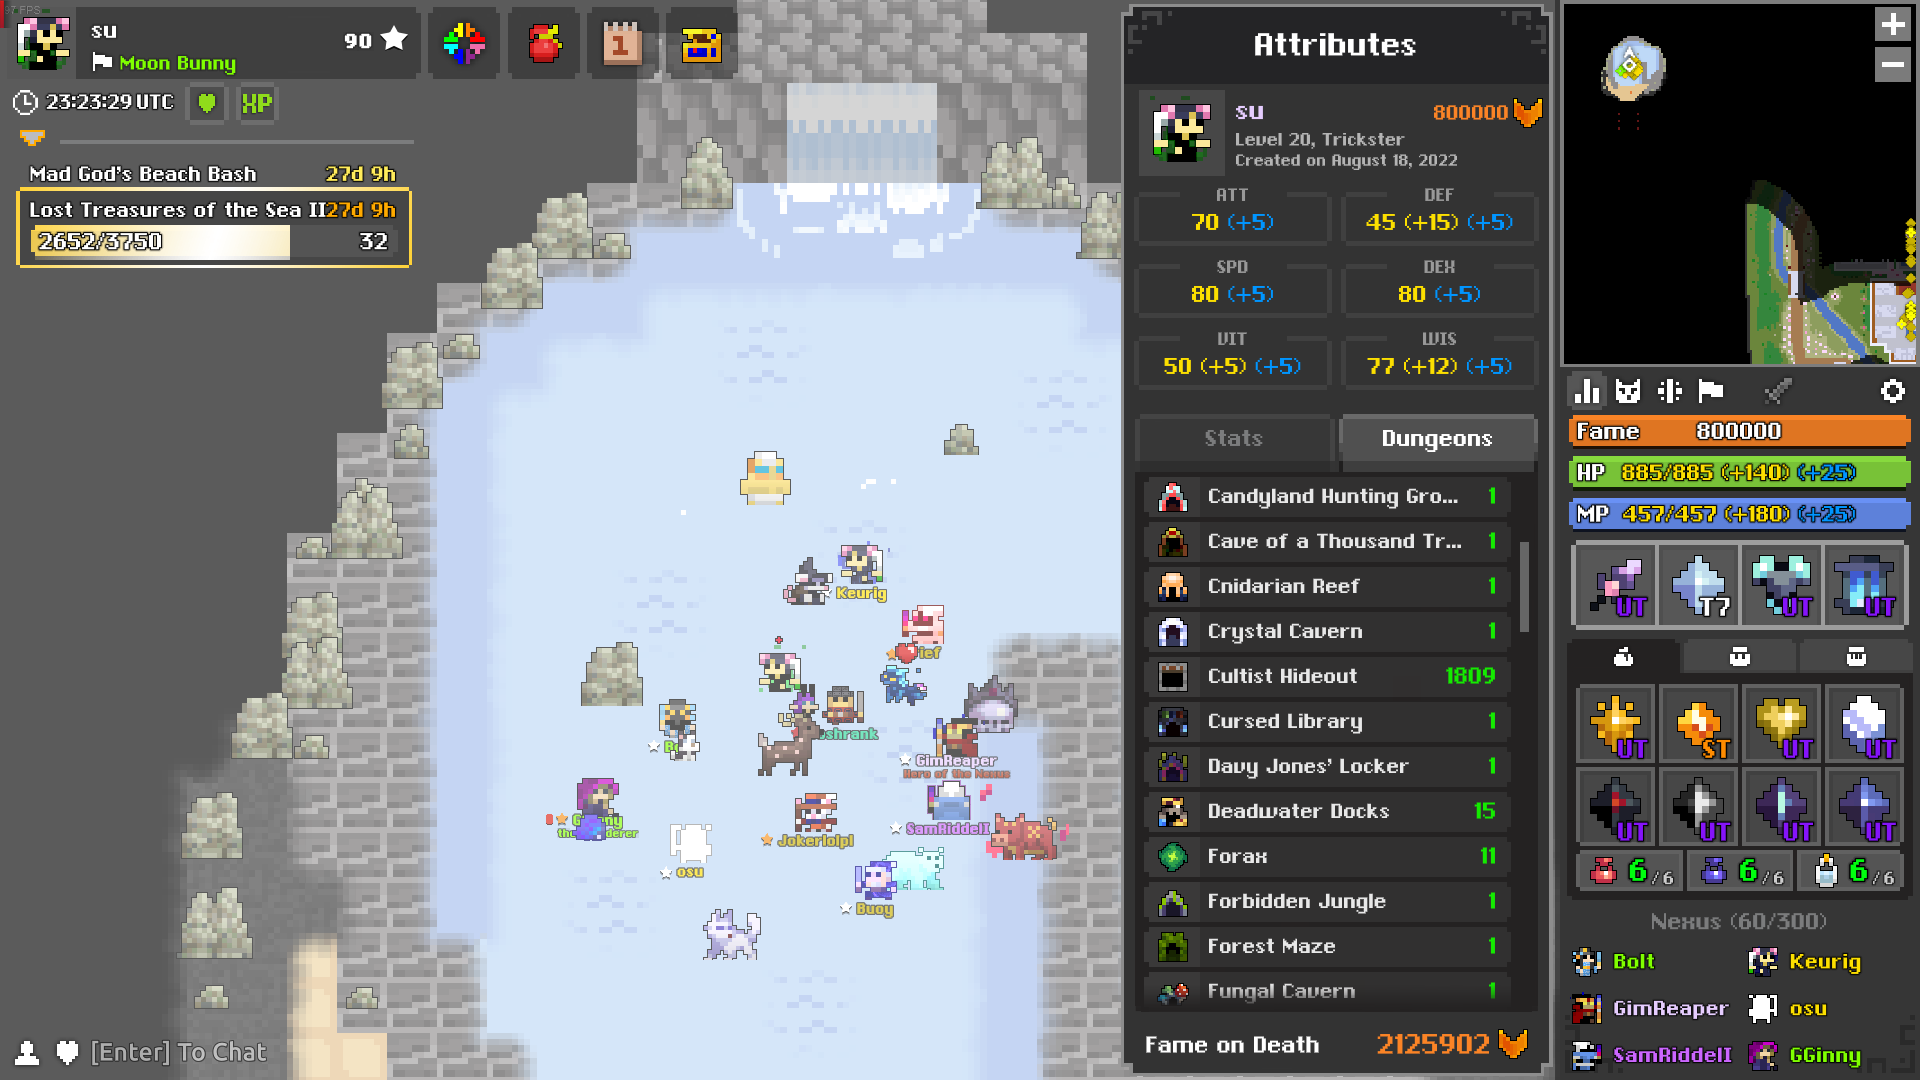 97 FPS
su
90
Moon Bunny
1
23:23:29 UTC
XP
Mad God's Beach Bash 27d 9h
Lost Treasures of the Sea II 27d 9h
2652/3750 32
Keurig
GimReaper
Hero of the Nexus
SamRiddelI
Jokerlolpl
osu
Buoy
[Enter] To Chat
Attributes
su 800000
Level 20, Trickster
Created on August 18, 2022
ATT DEF
70 (+5) 45 (+15) (+5)
SPD DEX
80 (+5) 80 (+5)
VIT WIS
50 (+5) (+5) 77 (+12) (+5)
Stats Dungeons
Candyland Hunting Gro... 1
Cave of a Thousand Tr... 1
Cnidarian Reef 1
Crystal Cavern 1
Cultist Hideout 1809
Cursed Library 1
Davy Jones' Locker 1
Deadwater Docks 15
Forax 11
Forbidden Jungle 1
Forest Maze 1
Fungal Cavern 1
Fame on Death 2125902
Fame 800000
HP 885/885 (+140) (+25)
MP 457/457 (+180) (+25)
UT T7 UT UT
UT ST UT UT
UT UT UT UT
6/6 6/6 6/6
Nexus (60/300)
Bolt Keurig
GimReaper osu
SamRiddelI GGinny